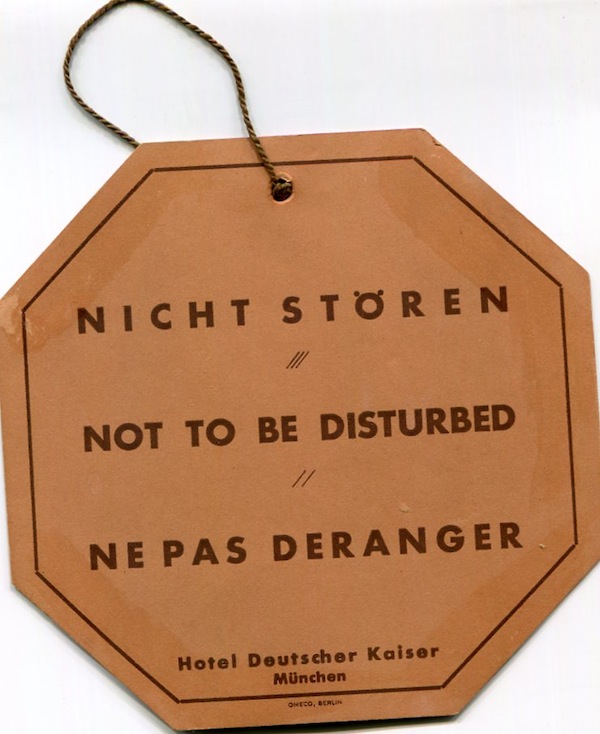 NICHT STÖREN
///
NOT TO BE DISTURBED
//
NE PAS DERANGER
Hotel Deutscher Kaiser
München
OHECO, BERLIN